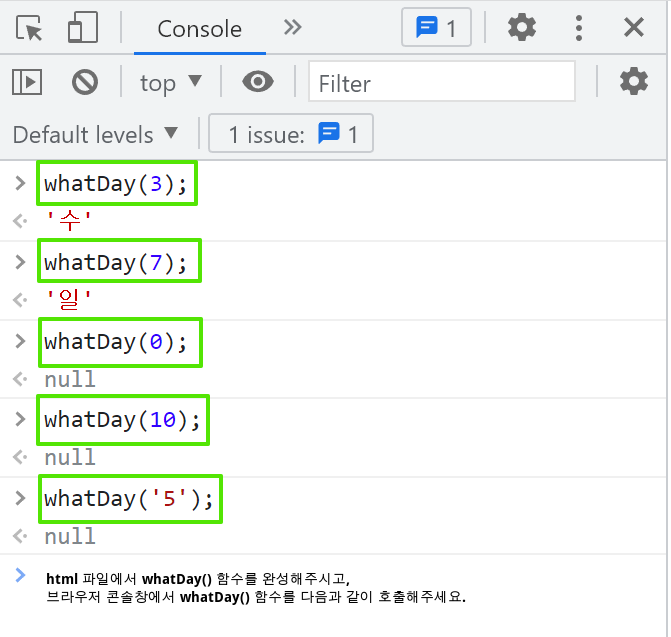 Console 1
top Filter
Default levels 1 issue: 1
whatDay(3);
'수'
whatDay(7);
'일'
whatDay(0);
null
whatDay(10);
null
whatDay('5');
null
html 파일에서 whatDay() 함수를 완성해주시고,
브라우저 콘솔창에서 whatDay() 함수를 다음과 같이 호출해주세요.